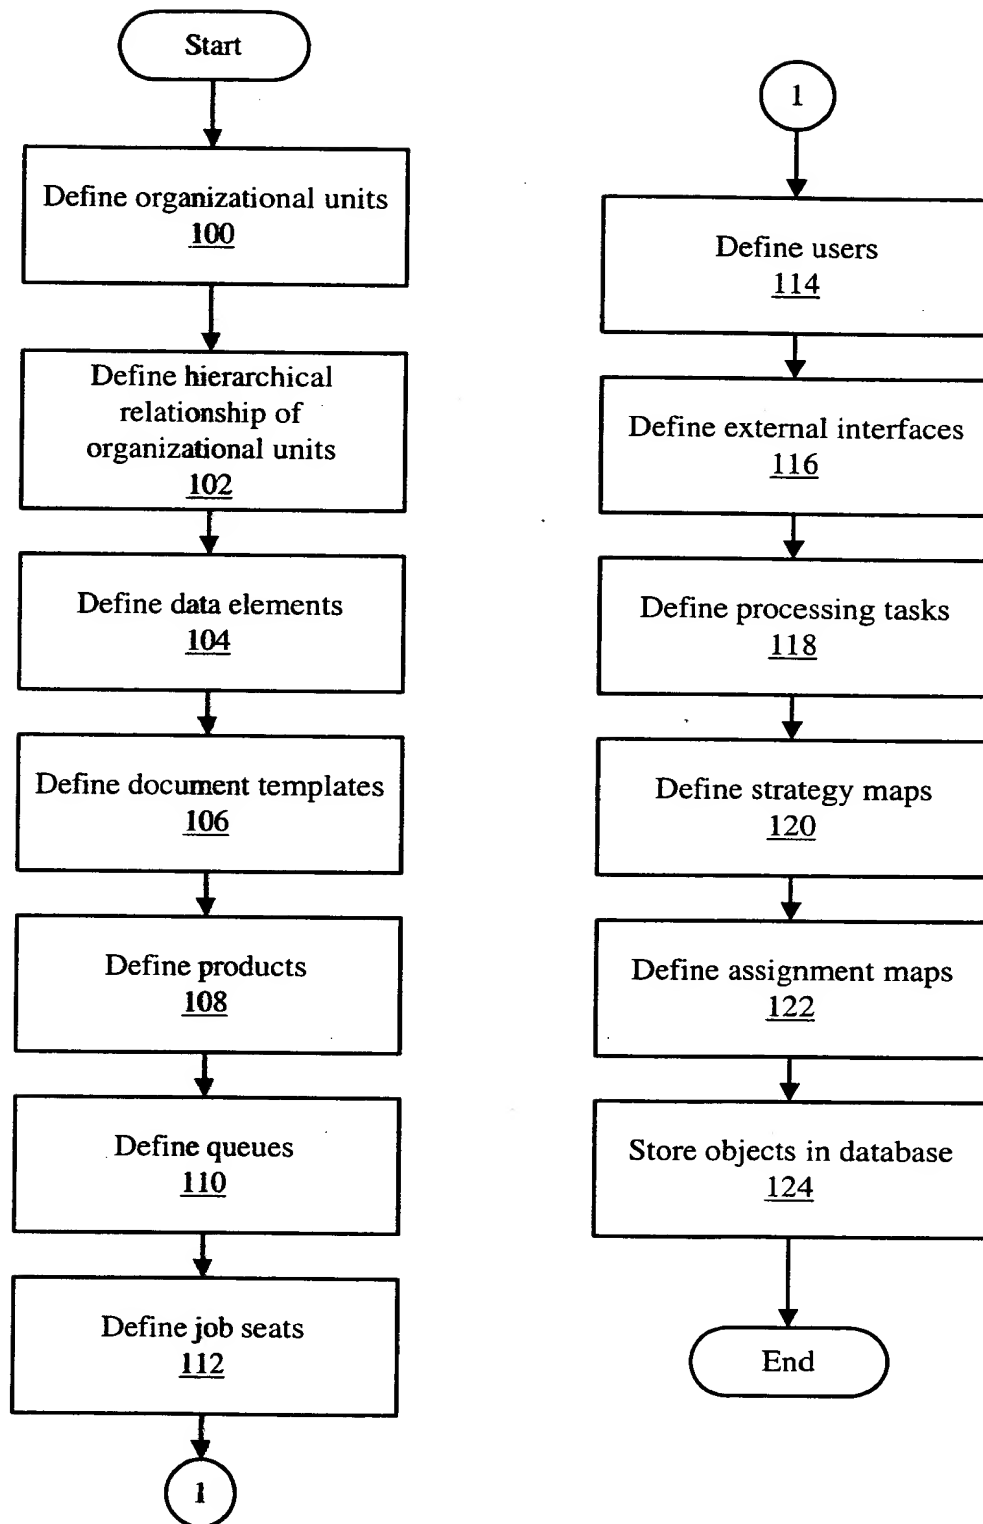 Start
Define organizational units
100
Define hierarchical
relationship of
organizational units
102
Define data elements
104
Define document templates
106
Define products
108
Define queues
110
Define job seats
112
1
1
Define users
114
Define external interfaces
116
Define processing tasks
118
Define strategy maps
120
Define assignment maps
122
Store objects in database
124
End